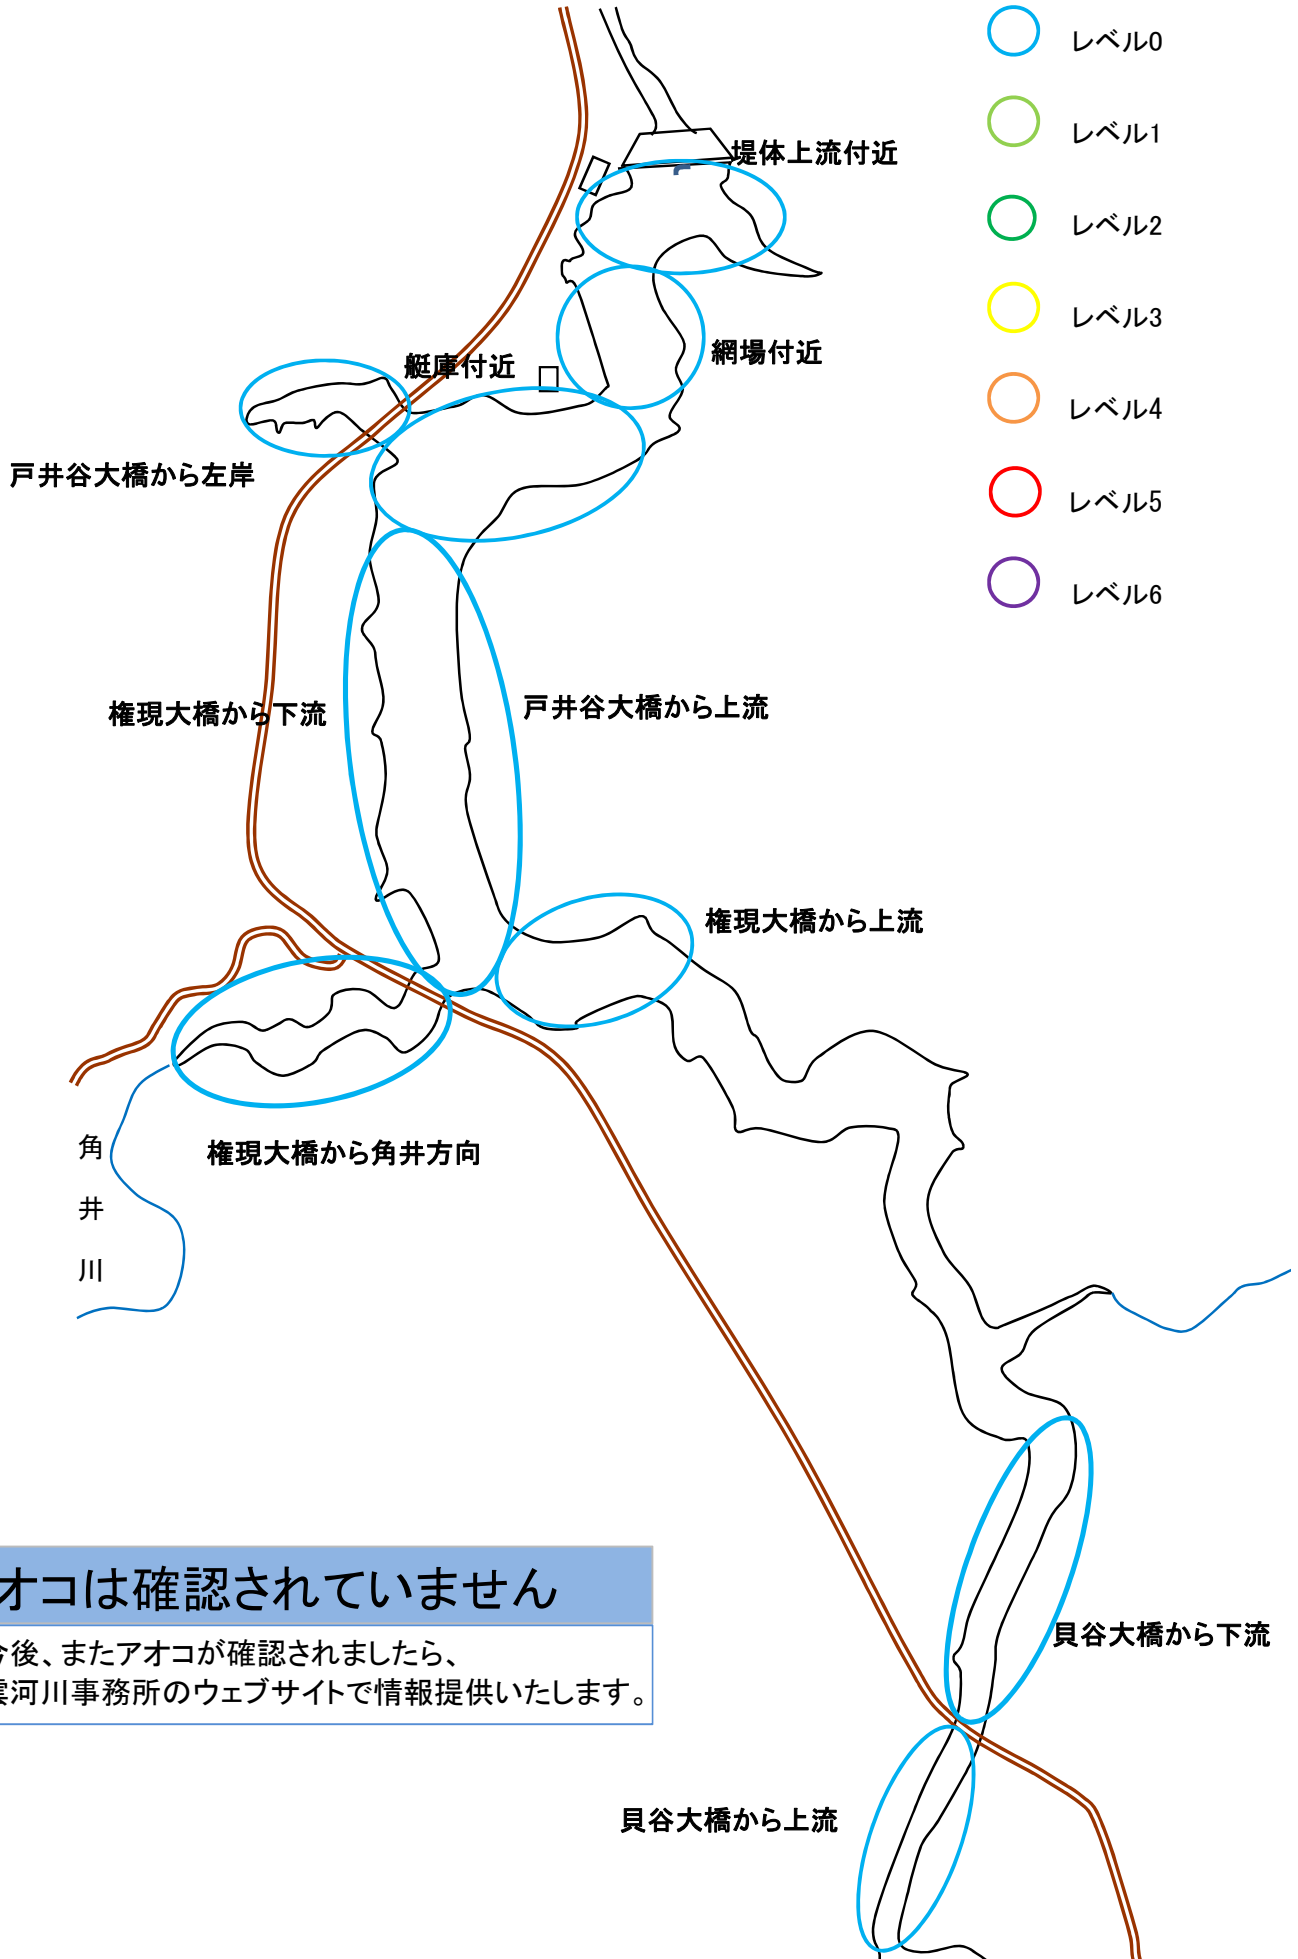 レベル0
レベル1
堤体上流付近
レベル2
レベル3
網場付近
艇庫付近
レベル4
戸井谷大橋から左岸
レベル5
レベル6
権現大橋から下流
戸井谷大橋から上流
権現大橋から上流
権現大橋から角井方向
角
井
川
オコは確認されていません
後、またアオコが確認されましたら、
河川事務所のウェブサイトで情報提供いたします。
貝谷大橋から下流
貝谷大橋から上流